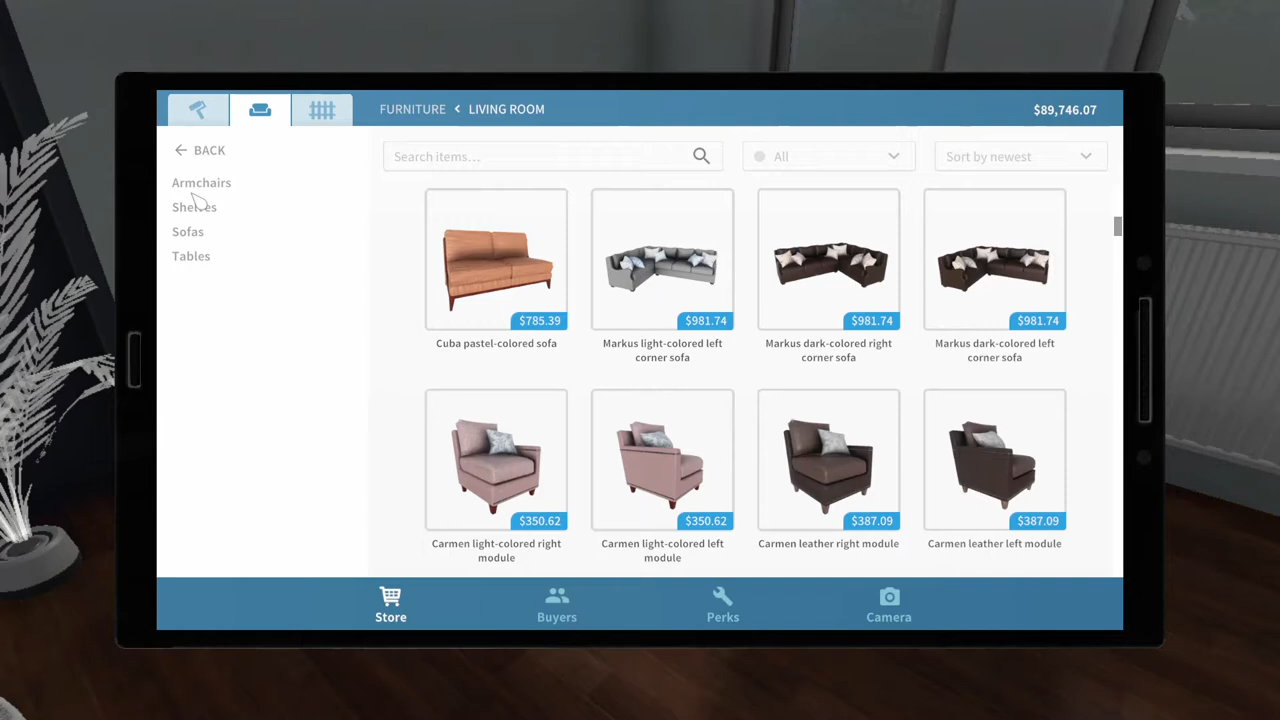 FURNITURE < LIVING ROOM
$89,746.07
BACK
Search items...
All
Sort by newest
Armchairs
Shelves
Sofas
Tables
$785.39
$981.74
$981.74
$981.74
Cuba pastel-colored sofa
Markus light-colored left
corner sofa
Markus dark-colored right
corner sofa
Markus dark-colored left
corner sofa
$350.62
$350.62
$387.09
$387.09
Carmen light-colored right
module
Carmen light-colored left
module
Carmen leather right module
Carmen leather left module
Store
Buyers
Perks
Camera